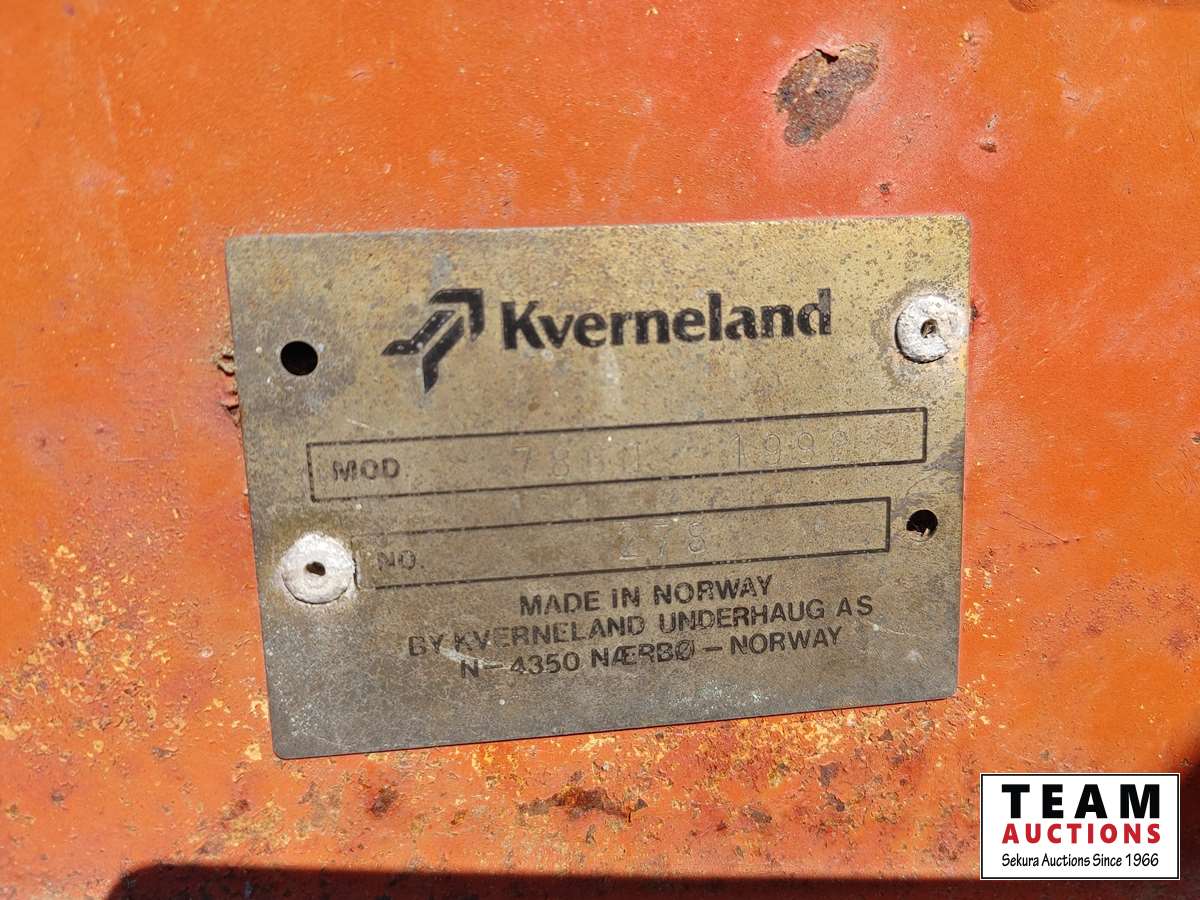 Kverneland
MOD.
NO. 278
MADE IN NORWAY
BY KVERNELAND UNDERHAUG AS
N-4350 NÆRBØ-NORWAY
TEAM
AUCTIONS
Sekura Auctions Since 1966